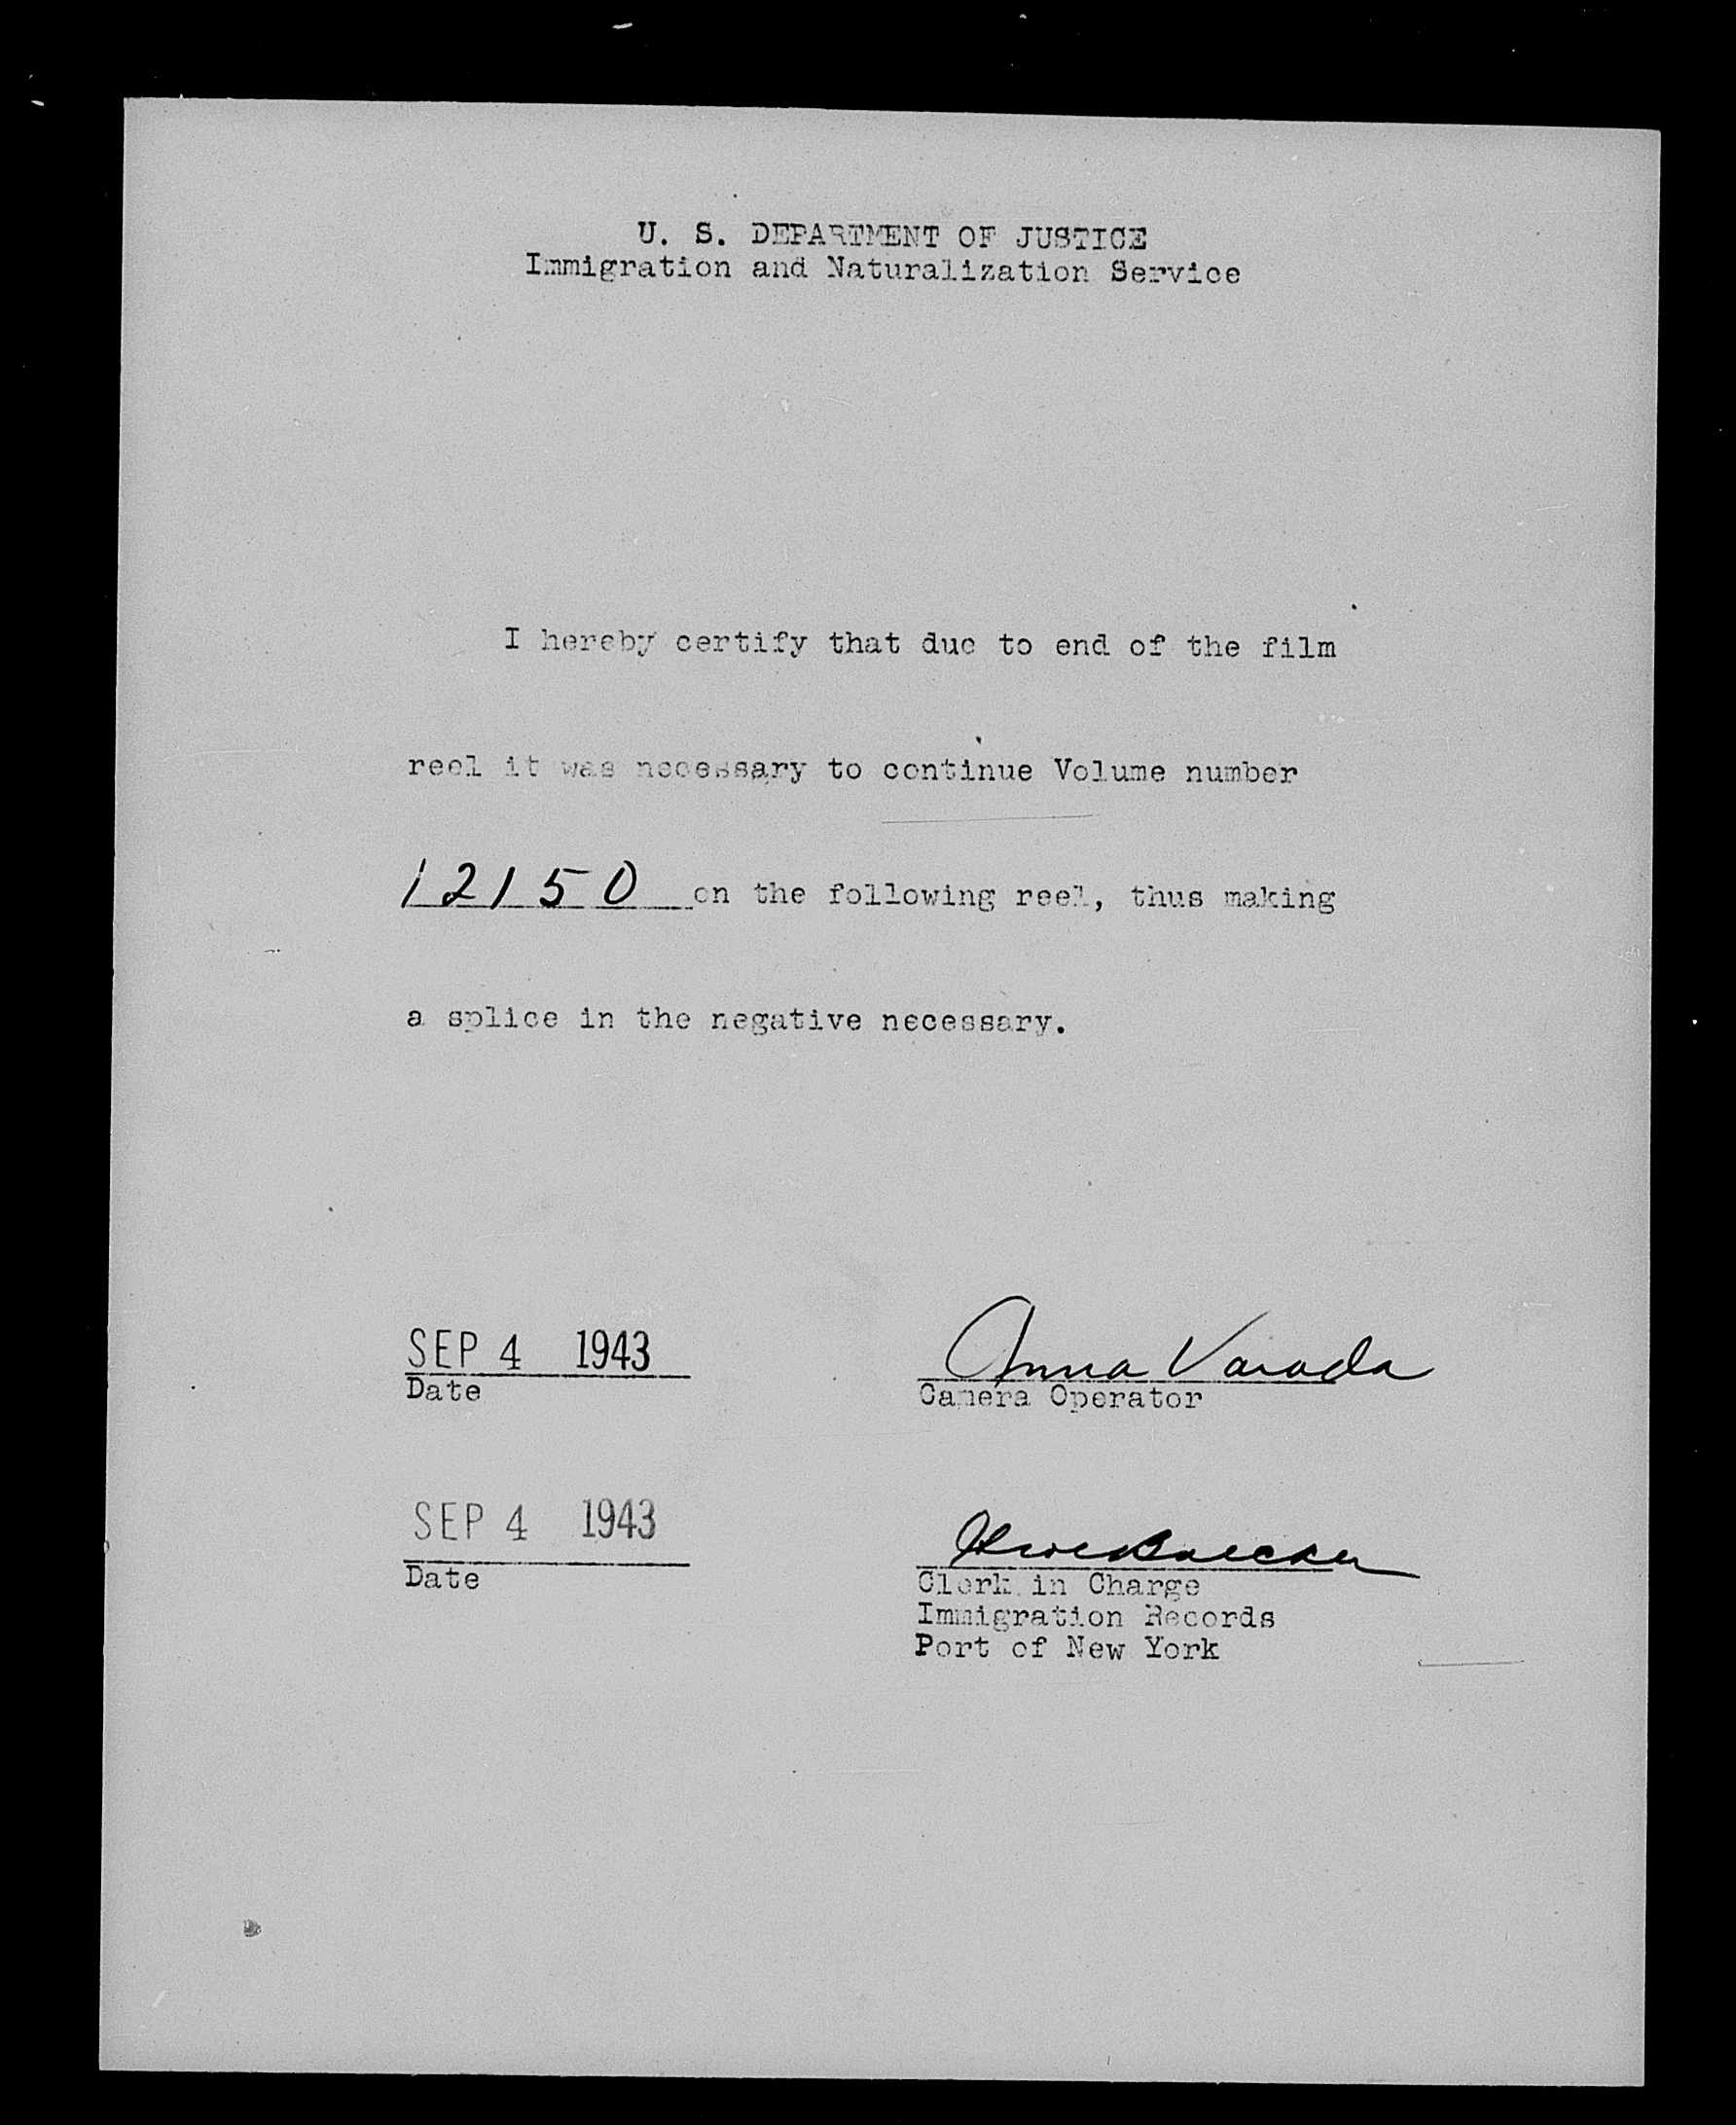 U. S. DEPARTMENT OF JUSTICE
Immigration and Naturalization Service
I hereby certify that due to end of the film
reel it was necessary to continue Volume number
12150 on the following reel, thus making
a splice in the negative necessary.
SEP 4 1943
Anna Varada
Date
Camera Operator
SEP 4 1943
Date
Clerk in Charge
Immigration Records
Port of New York